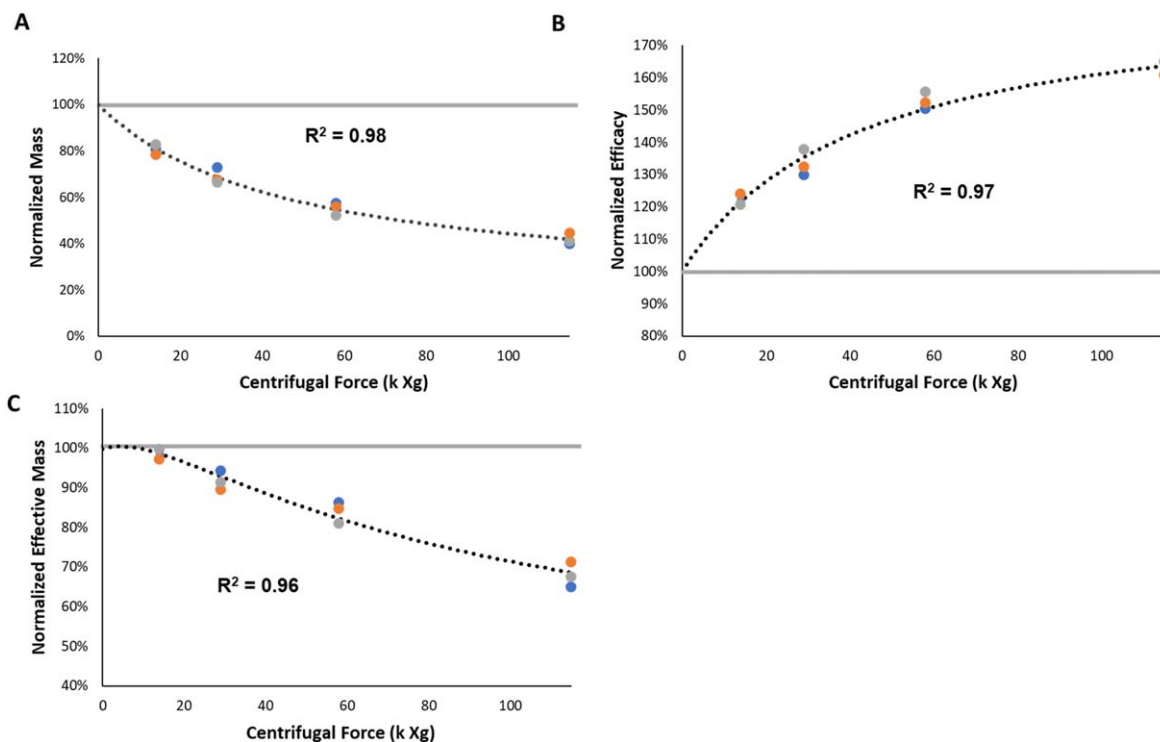 A
120%
100%
80%
60%
40%
20%
0%
Normalized Mass
R² = 0.98
0 20 40 60 80 100
Centrifugal Force (k Xg)
B
170%
160%
150%
140%
130%
120%
110%
100%
90%
80%
Normalized Efficacy
R² = 0.97
0 20 40 60 80 100
Centrifugal Force (k Xg)
C
110%
100%
90%
80%
70%
60%
50%
40%
Normalized Effective Mass
R² = 0.96
0 20 40 60 80 100
Centrifugal Force (k Xg)